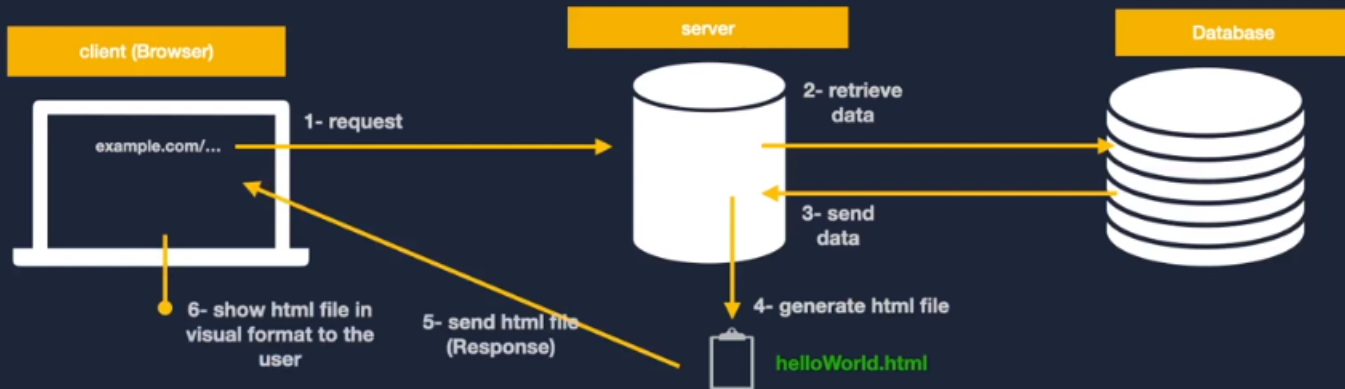 client (Browser)
server
Database
example.com/...
1- request
2- retrieve
data
3- send
data
4- generate html file
helloWorld.html
5- send html file
(Response)
6- show html file in
visual format to the
user